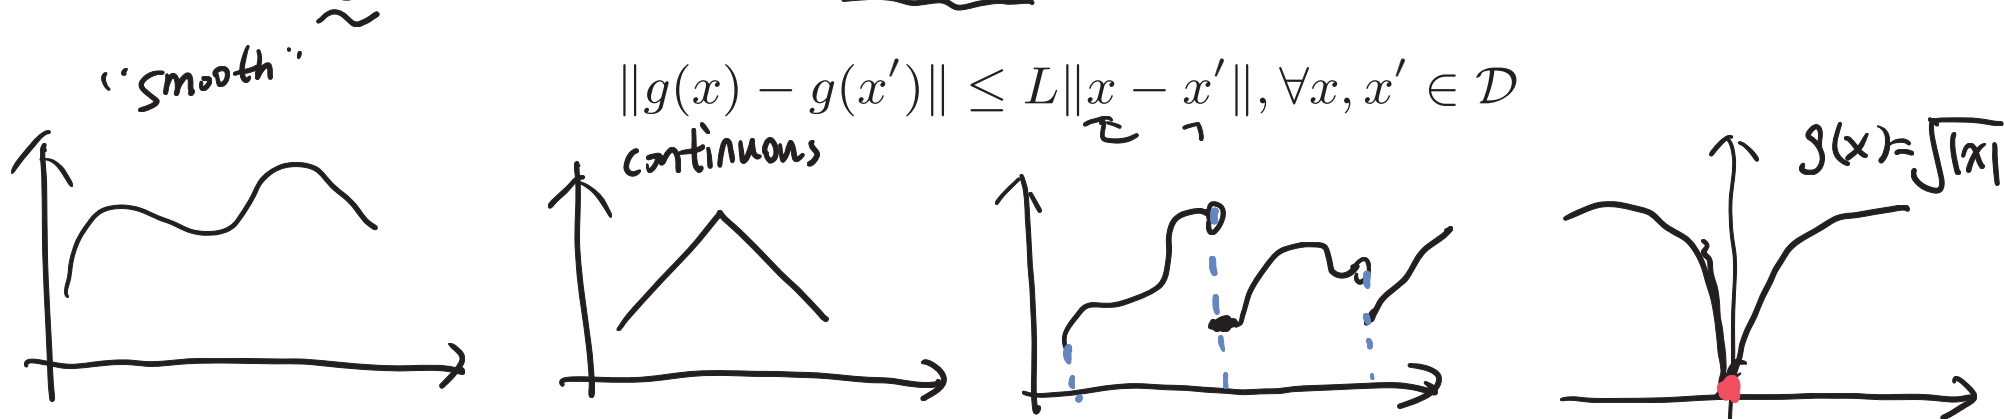 "smooth"
‖g(x) − g(x′)‖ ≤ L‖x − x′‖, ∀x, x′ ∈ 𝒟
continuous
g(x)=√|x|